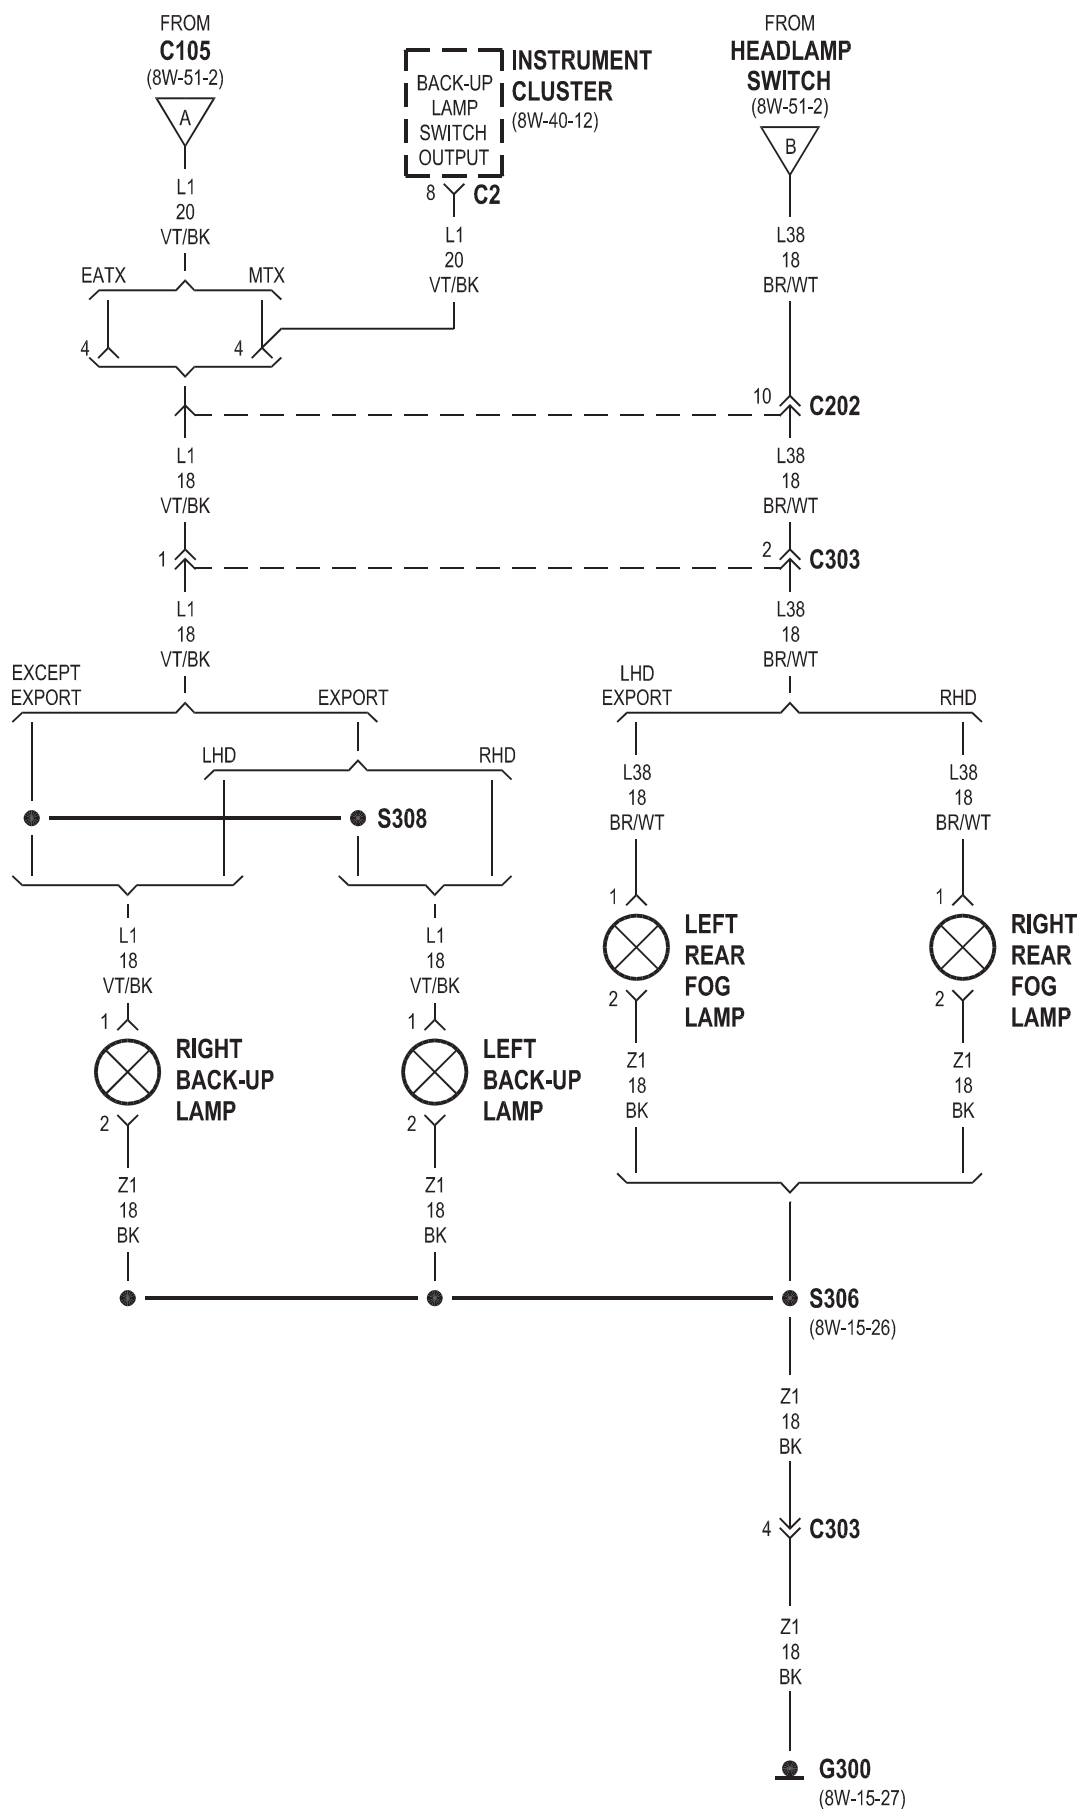 FROM
C105
(8W-51-2)
A
L1
20
VT/BK
BACK-UP
LAMP
SWITCH
OUTPUT
INSTRUMENT
CLUSTER
(8W-40-12)
8
C2
L1
20
VT/BK
FROM
HEADLAMP
SWITCH
(8W-51-2)
B
L38
18
BR/WT
EATX
MTX
4
4
10
C202
L1
18
VT/BK
L38
18
BR/WT
1
2
C303
L1
18
VT/BK
L38
18
BR/WT
EXCEPT
EXPORT
EXPORT
LHD
RHD
S308
LHD
EXPORT
RHD
L38
18
BR/WT
L38
18
BR/WT
1
LEFT
REAR
FOG
LAMP
2
1
RIGHT
REAR
FOG
LAMP
2
L1
18
VT/BK
1
RIGHT
BACK-UP
LAMP
2
L1
18
VT/BK
1
LEFT
BACK-UP
LAMP
2
Z1
18
BK
Z1
18
BK
Z1
18
BK
Z1
18
BK
S306
(8W-15-26)
Z1
18
BK
4
C303
Z1
18
BK
G300
(8W-15-27)